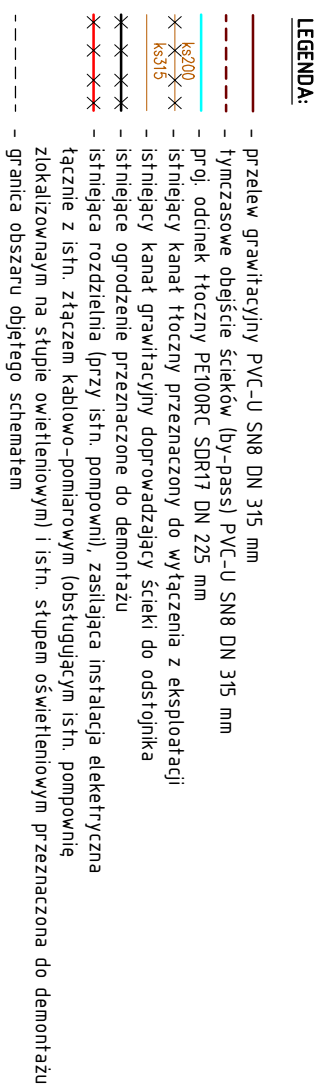 LEGENDA:
- przelew grawitacyjny PVC-U SN8 DN 315 mm
- tymczasowe obejście ścieków (by-pass) PVC-U SN8 DN 315 mm
- proj. odcinek tłoczny PE100RC SDR17 DN 225 mm
ks200 - istniejący kanał tłoczny przeznaczony do wyłączenia z eksploatacji
ks315 - istniejący kanał grawitacyjny doprowadzający ścieki do odstojnika
- istniejące ogrodzenie przeznaczone do demontażu
- istniejąca rozdzielnia (przy istn. pompowni), zasilająca instalacja eleketryczna
łącznie z istn. złączem kablowo-pomiarowym (obsługującym istn. pompownię
zlokalizownaym na słupie owietleniowym) i istn. słupem oświetleniowym przeznaczona do demontażu
- granica obszaru objętego schematem